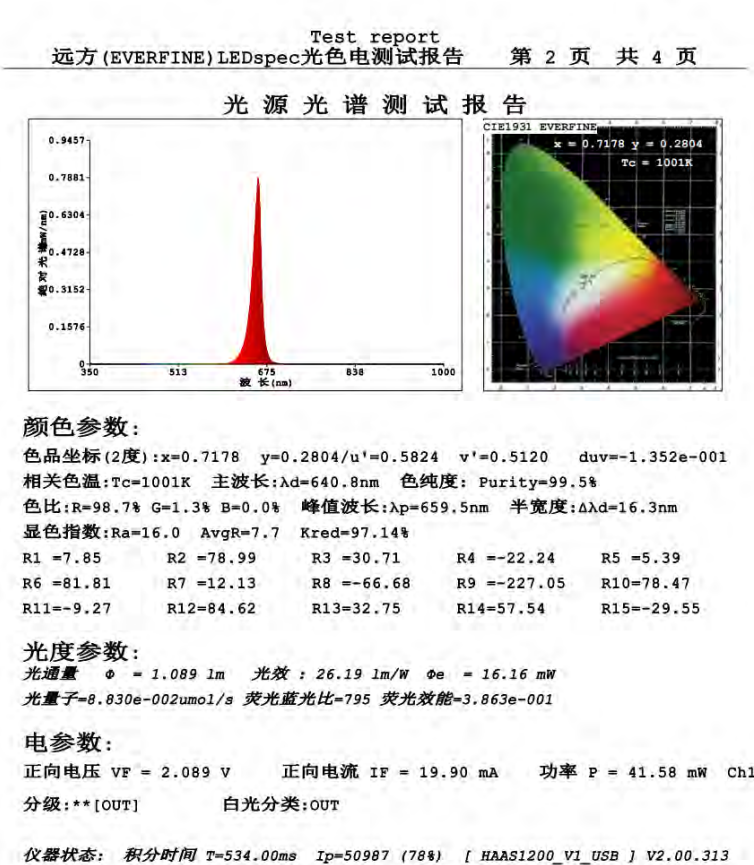 Test report
远方(EVERFINE)LEDspec光色电测试报告 第 2 页 共 4 页
光 源 光 谱 测 试 报 告
CIE1931 EVERFINE
x = 0.7178 y = 0.2804
Tc = 1001K
0.9457
0.7881
0.6304
0.4728
0.3152
0.1576
0
绝对光谱(mW/nm)
350 513 675 838 1000
波 长(nm)
颜色参数:
色品坐标(2度):x=0.7178 y=0.2804/u'=0.5824 v'=0.5120 duv=-1.352e-001
相关色温:Tc=1001K 主波长:λd=640.8nm 色纯度: Purity=99.5%
色比:R=98.7% G=1.3% B=0.0% 峰值波长:λp=659.5nm 半宽度:Δλd=16.3nm
显色指数:Ra=16.0 AvgR=7.7 Kred=97.14%
R1 =7.85 R2 =78.99 R3 =30.71 R4 =-22.24 R5 =5.39
R6 =81.81 R7 =12.13 R8 =-66.68 R9 =-227.05 R10=78.47
R11=-9.27 R12=84.62 R13=32.75 R14=57.54 R15=-29.55
光度参数:
光通量 Φ = 1.089 lm 光效 : 26.19 lm/W Φe = 16.16 mW
光量子=8.830e-002umol/s 荧光蓝光比=795 荧光效能=3.863e-001
电参数:
正向电压 VF = 2.089 V 正向电流 IF = 19.90 mA 功率 P = 41.58 mW Ch1
分级:**[OUT] 白光分类:OUT
仪器状态: 积分时间 T=534.00ms Ip=50987 (78%) [ HAAS1200_V1_USB ] V2.00.313